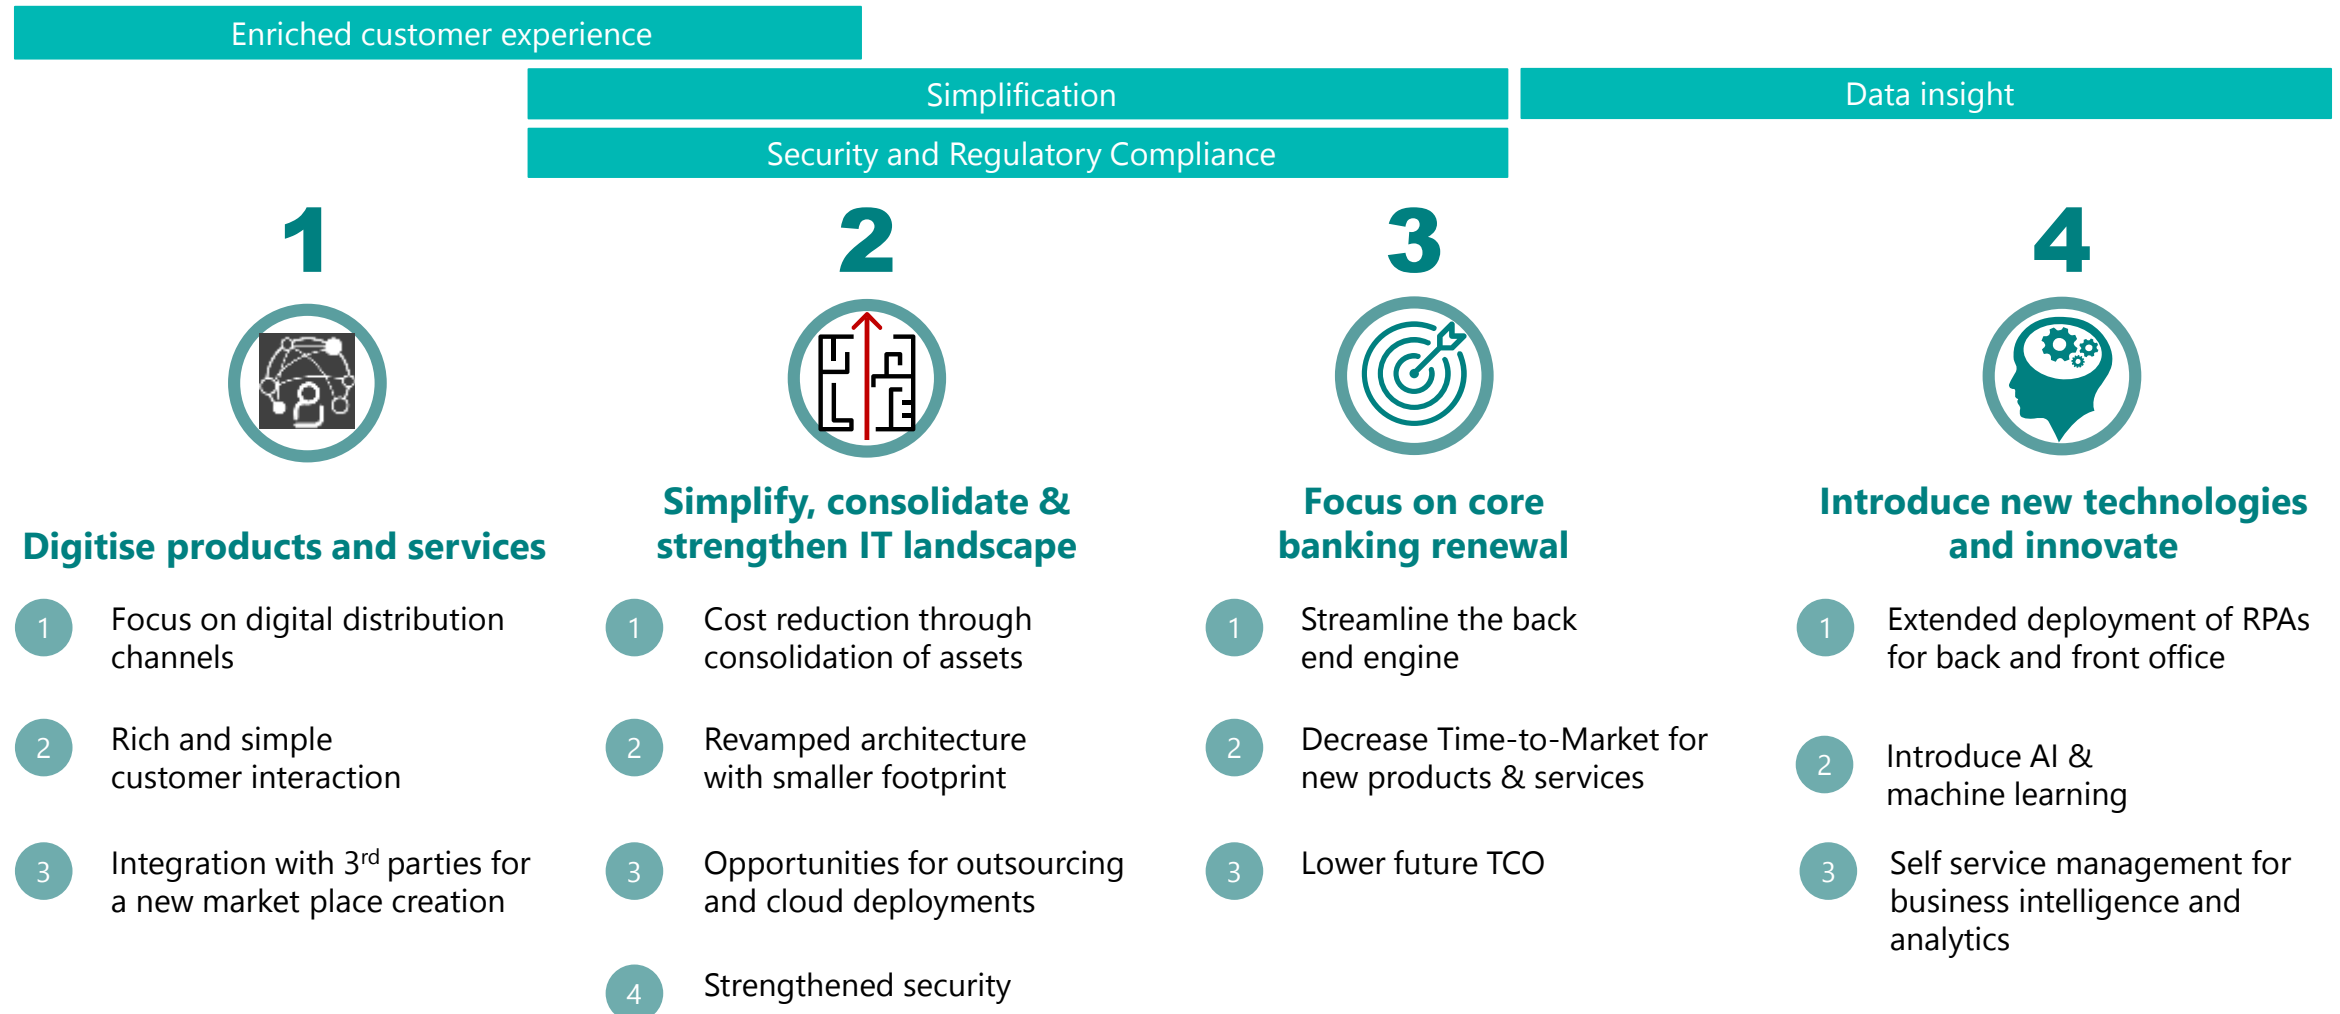 Enriched customer experience
Simplification
Data insight
Security and Regulatory Compliance
1
Digitise products and services
1
Focus on digital distribution
channels
2
Rich and simple
customer interaction
3
Integration with 3rd parties for
a new market place creation
2
Simplify, consolidate &
strengthen IT landscape
1
Cost reduction through
consolidation of assets
2
Revamped architecture
with smaller footprint
3
Opportunities for outsourcing
and cloud deployments
4
Strengthened security
3
Focus on core
banking renewal
1
Streamline the back
end engine
2
Decrease Time-to-Market for
new products & services
3
Lower future TCO
4
Introduce new technologies
and innovate
1
Extended deployment of RPAs
for back and front office
2
Introduce AI &
machine learning
3
Self service management for
business intelligence and
analytics